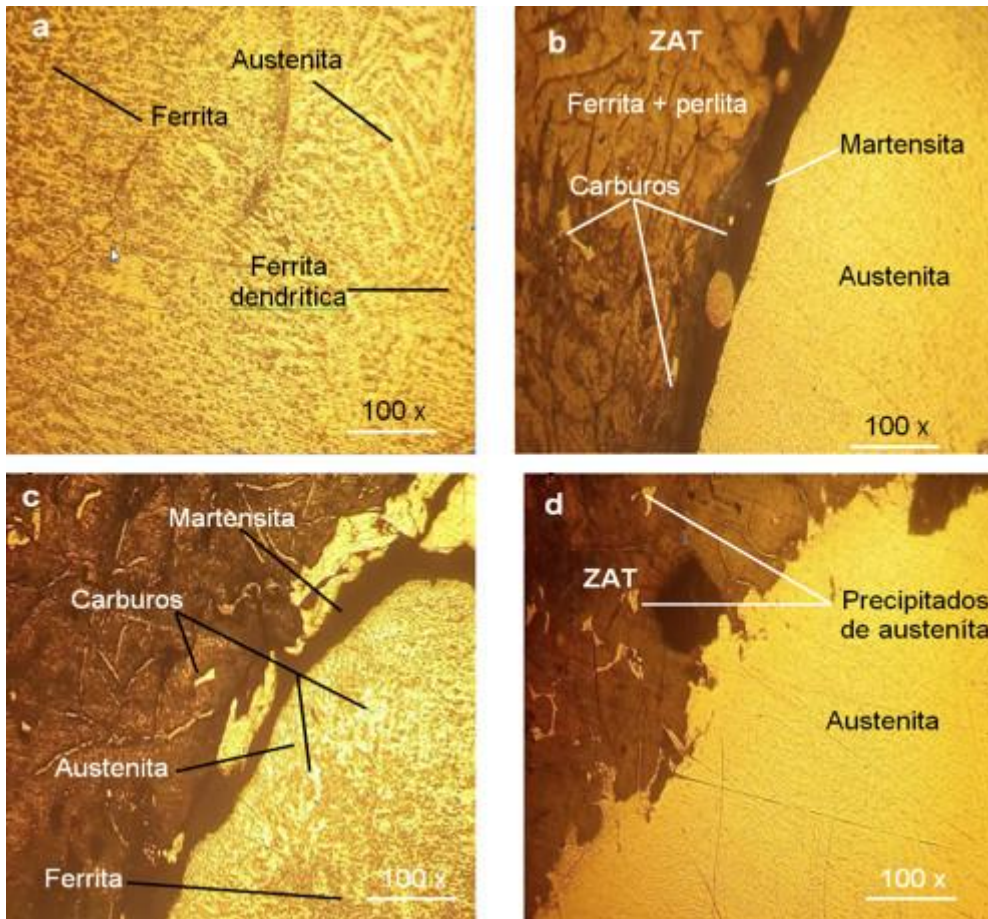 a
Austenita
Ferrita
Ferrita
dendrítica
100 x
b
ZAT
Ferrita + perlita
Martensita
Carburos
Austenita
100 x
c
Martensita
Carburos
Austenita
Ferrita
100 x
d
ZAT
Precipitados
de austenita
Austenita
100 x